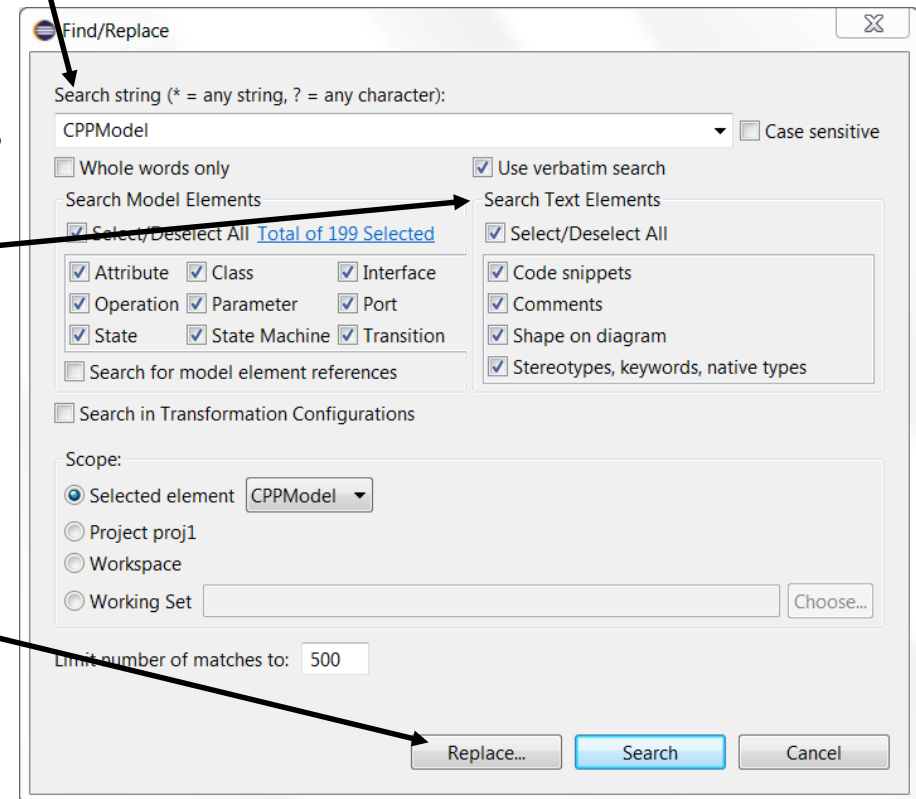 Find/Replace
Search string (* = any string, ? = any character):
CPPModel
Case sensitive
Whole words only
Use verbatim search
Search Model Elements
Search Text Elements
Select/Deselect All Total of 199 Selected
Select/Deselect All
Attribute Class Interface
Code snippets
Operation Parameter Port
Comments
State State Machine Transition
Shape on diagram
Search for model element references
Stereotypes, keywords, native types
Search in Transformation Configurations
Scope:
Selected element CPPModel
Project proj1
Workspace
Working Set Choose...
Limit number of matches to: 500
Replace... Search Cancel